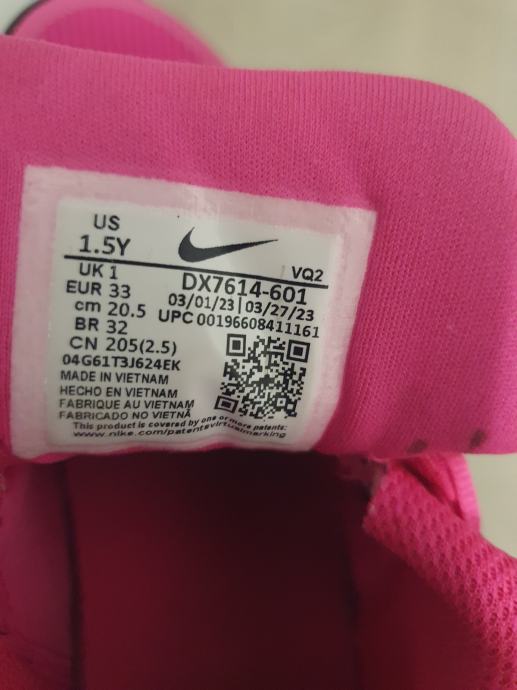 US
1.5Y
VQ2
UK 1
DX7614-601
EUR 33
03/01/23 | 03/27/23
cm 20.5
UPC 00196608411161
BR 32
CN 205(2.5)
04G61T3J624EK
MADE IN VIETNAM
HECHO EN VIETNAM
FABRIQUE AU VIETNAM
FABRICADO NO VIETNÃ
This product is covered by one or more patents:
www.nike.com/patentsvirtualmarking